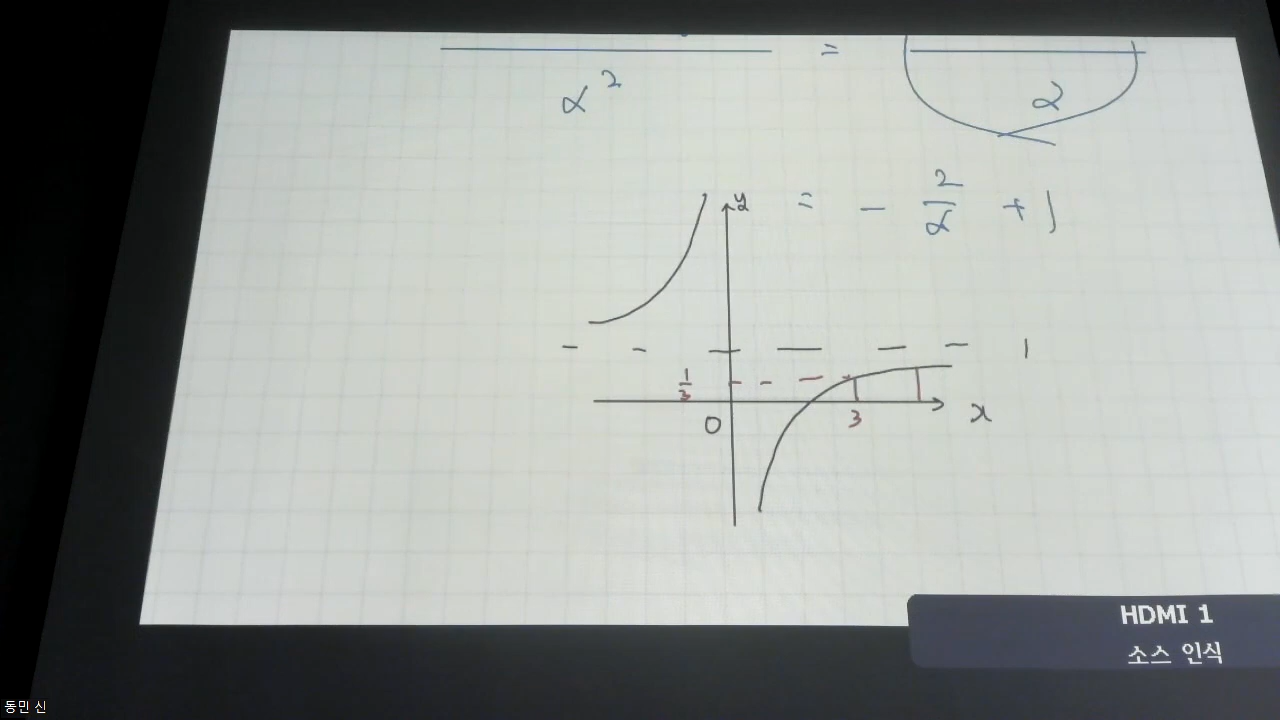 α² = α
y = - 2/α + 1
1
1/3
0 3 x
HDMI 1
소스 인식
동민 신